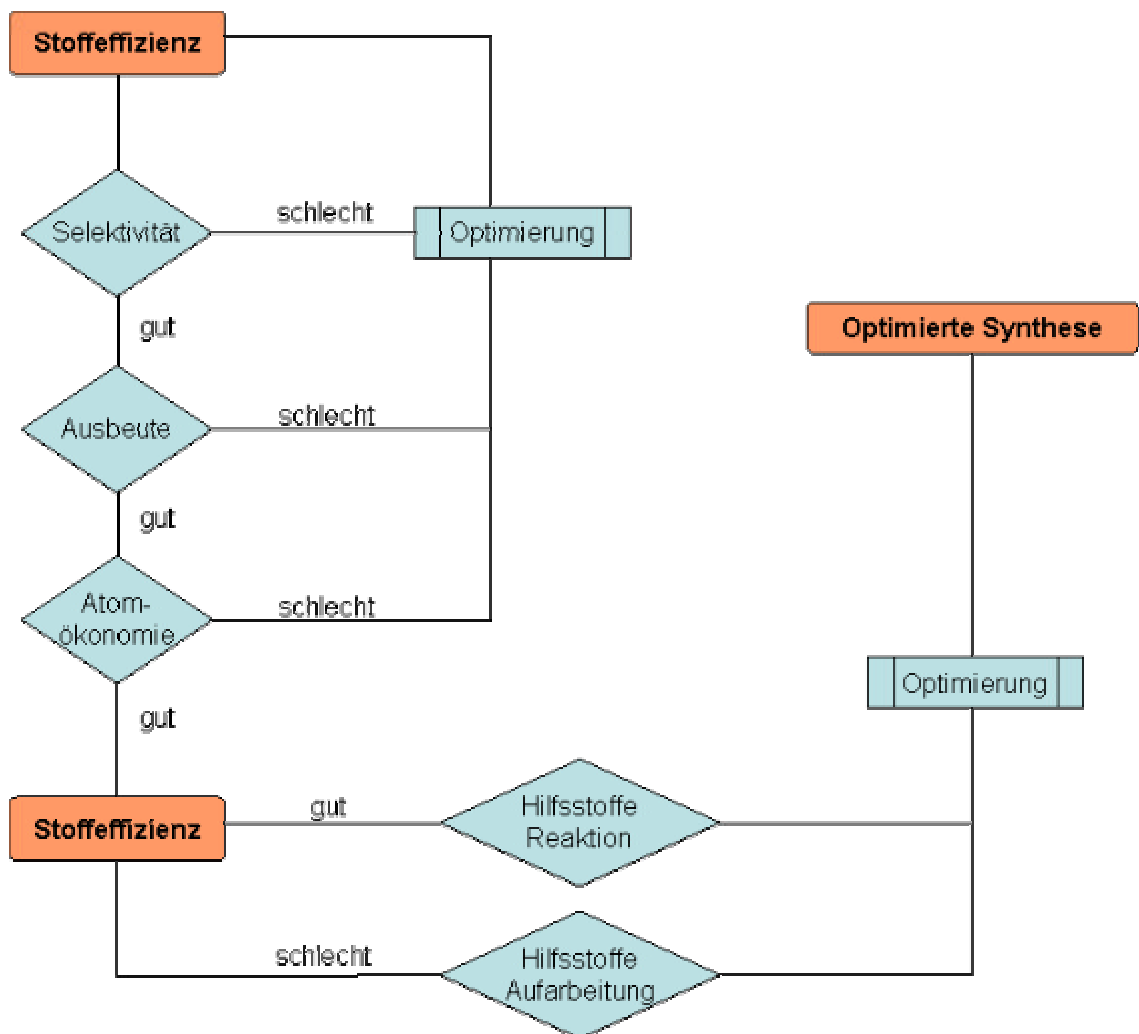 Stoffeffizienz
Selektivität
schlecht
Optimierung
gut
Optimierte Synthese
Ausbeute
schlecht
gut
Atom-
ökonomie
schlecht
Optimierung
gut
Stoffeffizienz
gut
Hilfsstoffe
Reaktion
schlecht
Hilfsstoffe
Aufarbeitung